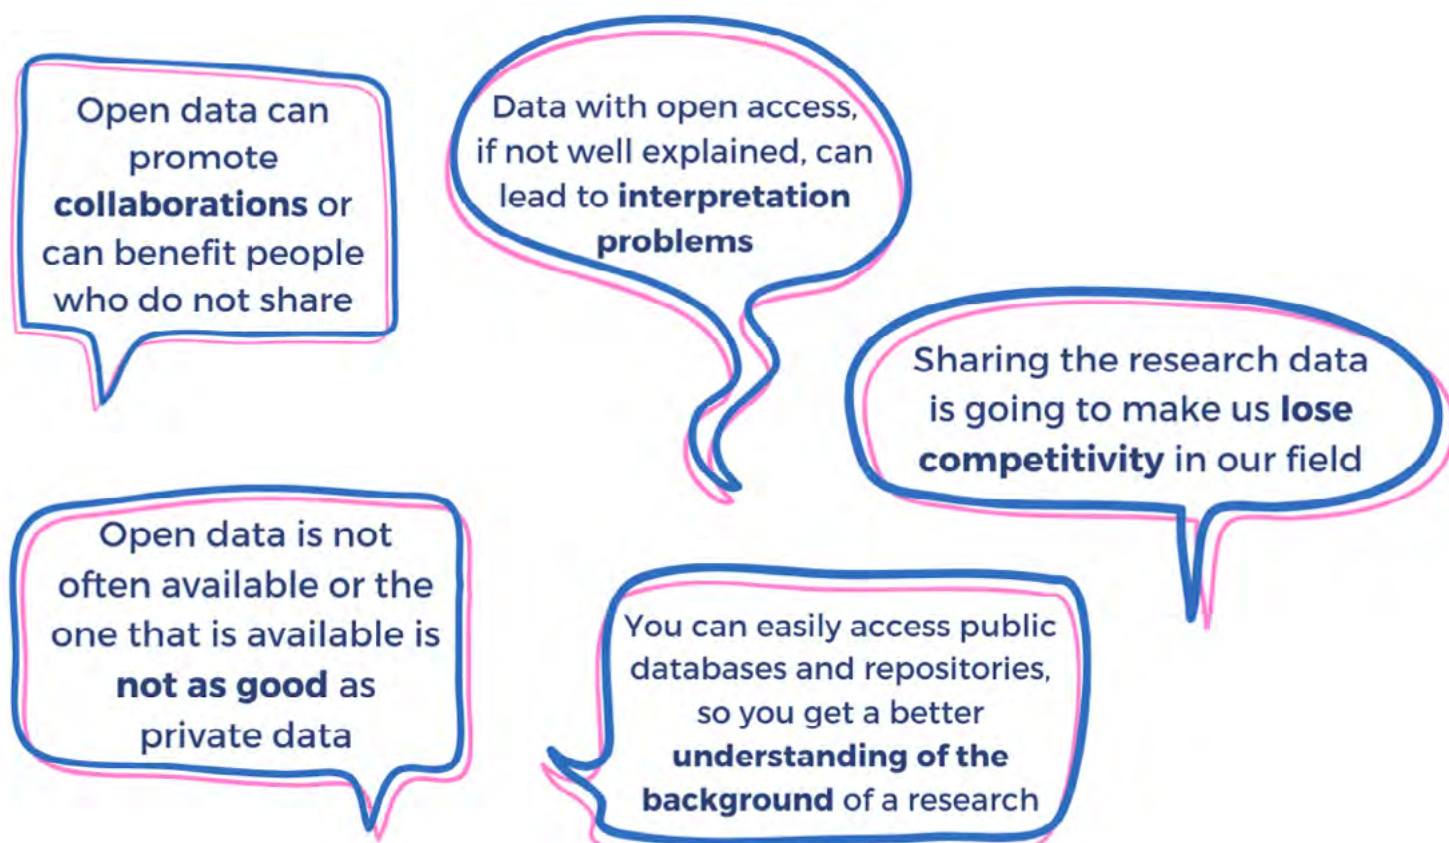 Open data can
promote
collaborations or
can benefit people
who do not share
Data with open access,
if not well explained, can
lead to interpretation
problems
Sharing the research data
is going to make us lose
competitivity in our field
Open data is not
often available or the
one that is available is
not as good as
private data
You can easily access public
databases and repositories,
so you get a better
understanding of the
background of a research